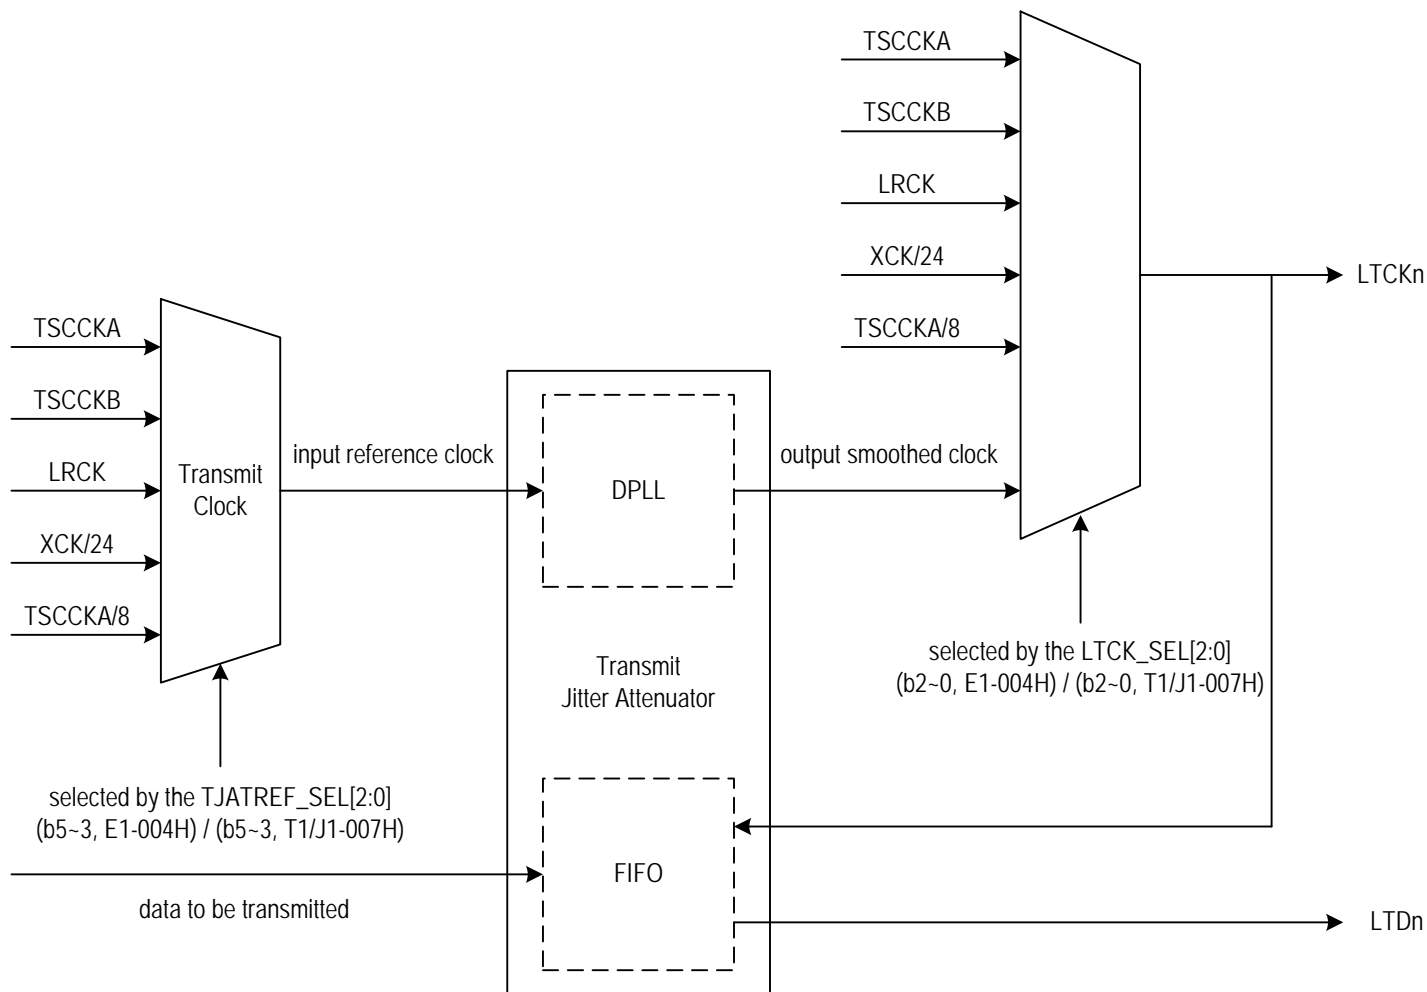 TSCCKA
TSCCKB
LRCK
XCK/24
TSCCKA/8
LTCKn
TSCCKA
TSCCKB
LRCK
XCK/24
TSCCKA/8
Transmit
Clock
input reference clock
DPLL
output smoothed clock
Transmit
Jitter Attenuator
selected by the LTCK_SEL[2:0]
(b2~0, E1-004H) / (b2~0, T1/J1-007H)
selected by the TJATREF_SEL[2:0]
(b5~3, E1-004H) / (b5~3, T1/J1-007H)
FIFO
data to be transmitted
LTDn